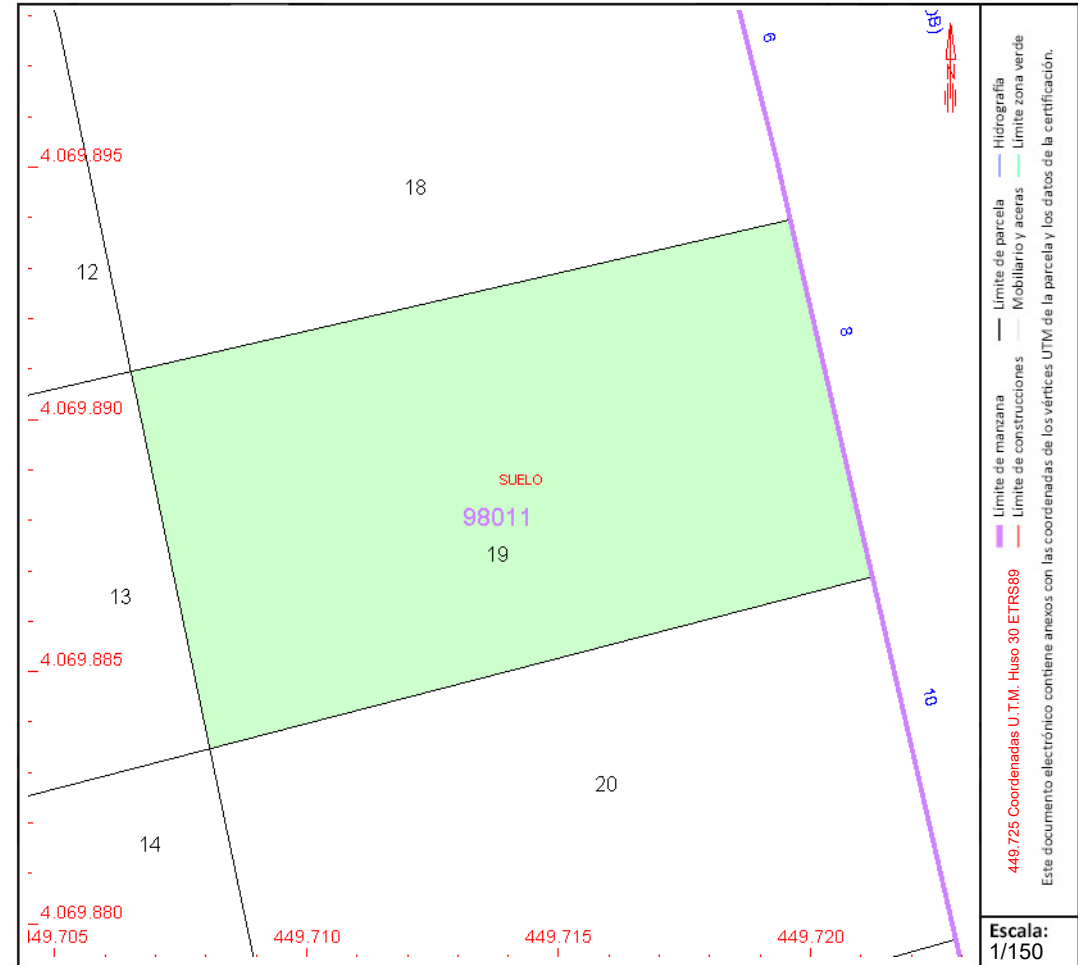 6
)B)
N
4.069.895
18
12
8
4.069.890
SUELO
98011
19
13
4.069.885
10
20
14
4.069.880
449.705
449.710
449.715
449.720
Límite de manzana
Límite de parcela
Hidrografía
Límite de construcciones
Mobiliario y aceras
Límite zona verde
449.725 Coordenadas U.T.M. Huso 30 ETRS89
Este documento electrónico contiene anexos con las coordenadas de los vértices UTM de la parcela y los datos de la certificación.
Escala:
1/150